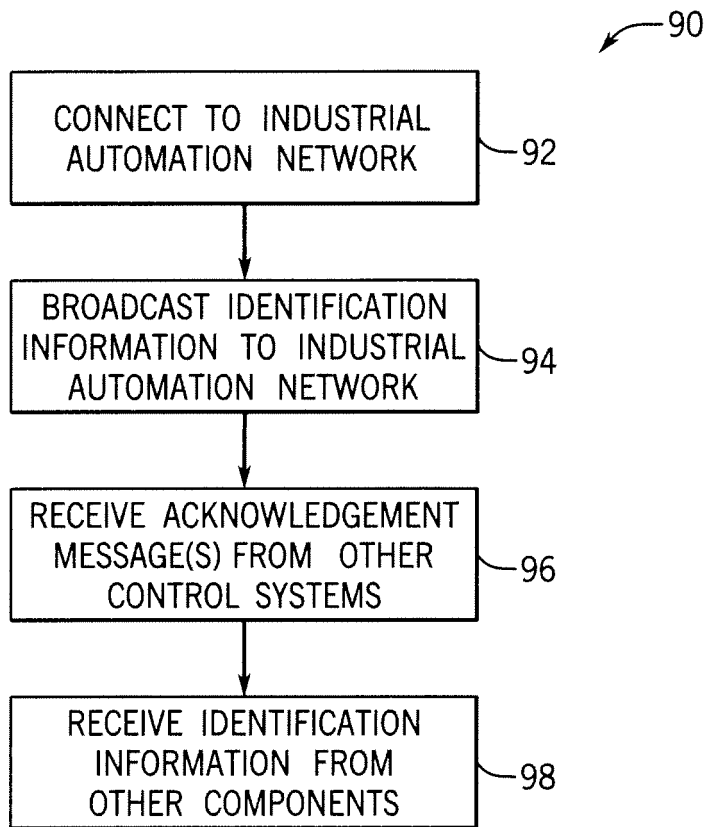 90
CONNECT TO INDUSTRIAL
AUTOMATION NETWORK
92
BROADCAST IDENTIFICATION
INFORMATION TO INDUSTRIAL
AUTOMATION NETWORK
94
RECEIVE ACKNOWLEDGEMENT
MESSAGE(S) FROM OTHER
CONTROL SYSTEMS
96
RECEIVE IDENTIFICATION
INFORMATION FROM
OTHER COMPONENTS
98